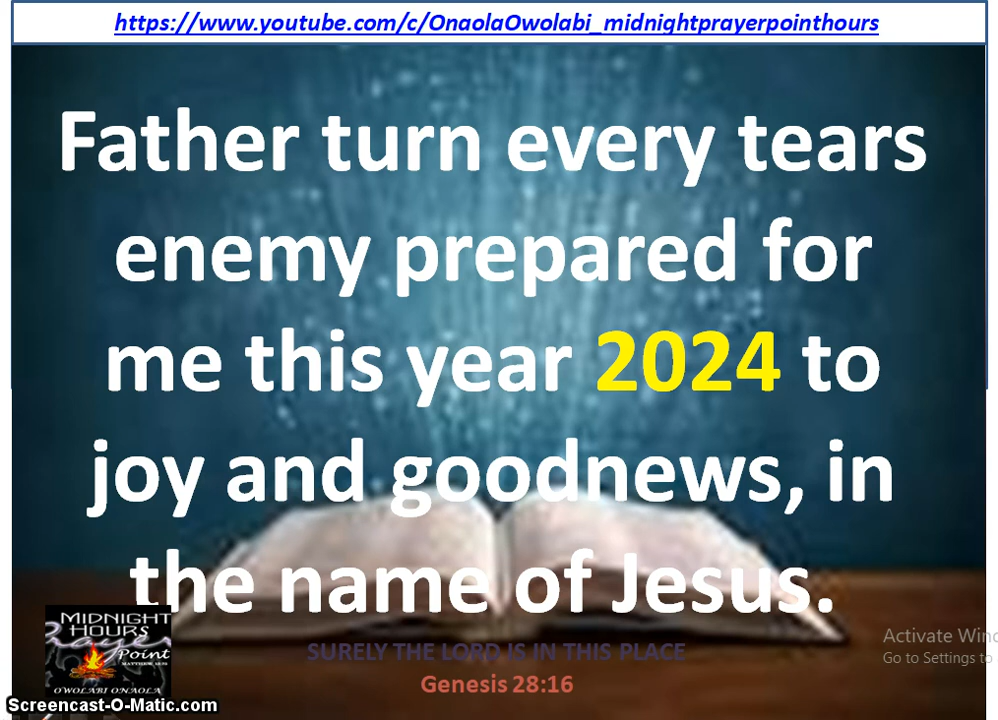 https://www.youtube.com/c/OnaolaOwolabi_midnightprayerpointhours
Father turn every tears
enemy prepared for
me this year 2024 to
joy and goodnews, in
the name of Jesus.
MIDNIGHT
HOURS
Prayer
Point
OWOLABI ONAOLA
SURELY THE LORD IS IN THIS PLACE
Genesis 28:16
Activate Win
Go to Settings to
Screencast-O-Matic.com